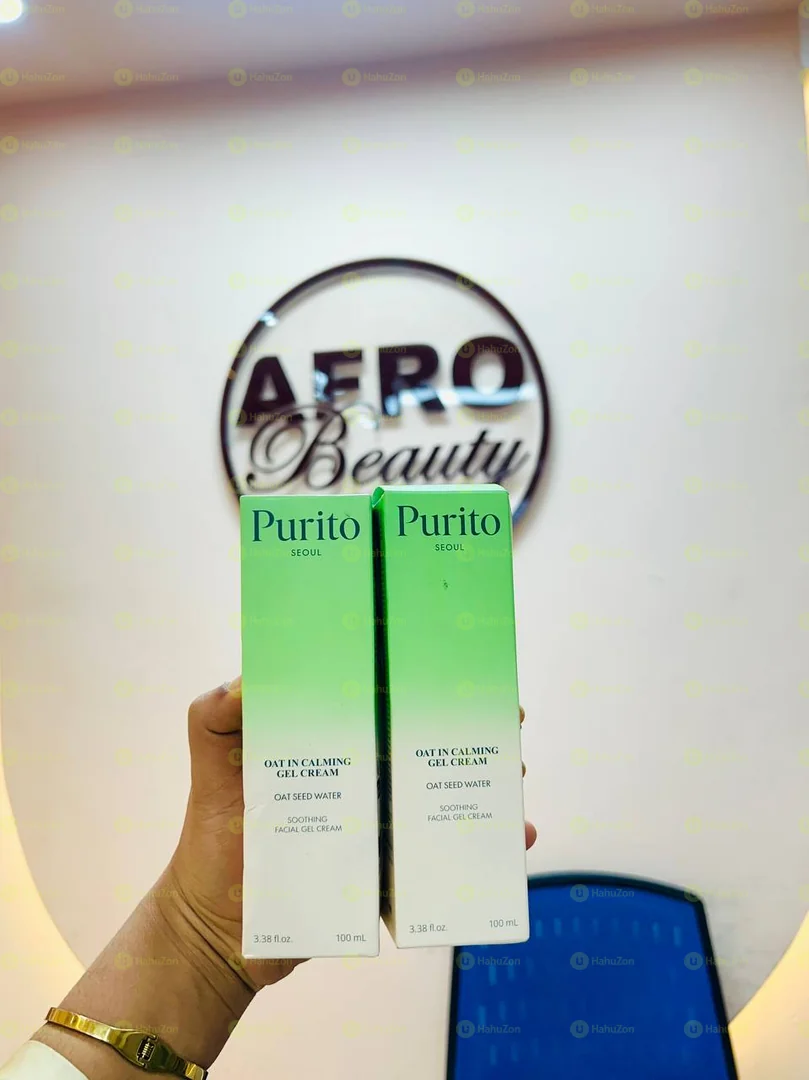 AFRO
Beauty
Purito
SEOUL
OAT IN CALMING
GEL CREAM
OAT SEED WATER
SOOTHING
FACIAL GEL CREAM
3.38 fl.oz. 100 mL
Purito
SEOUL
OAT IN CALMING
GEL CREAM
OAT SEED WATER
SOOTHING
FACIAL GEL CREAM
3.38 fl.oz. 100 mL
HahuZon